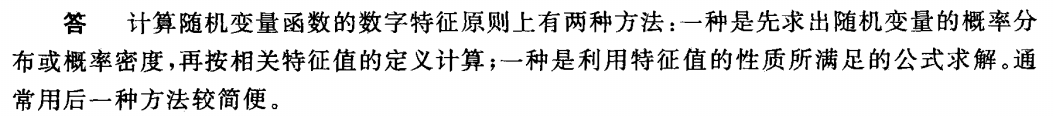 答 计算随机变量函数的数字特征原则上有两种方法:一种是先求出随机变量的概率分
布或概率密度,再按相关特征值的定义计算;一种是利用特征值的性质所满足的公式求解。通
常用后一种方法较简便。